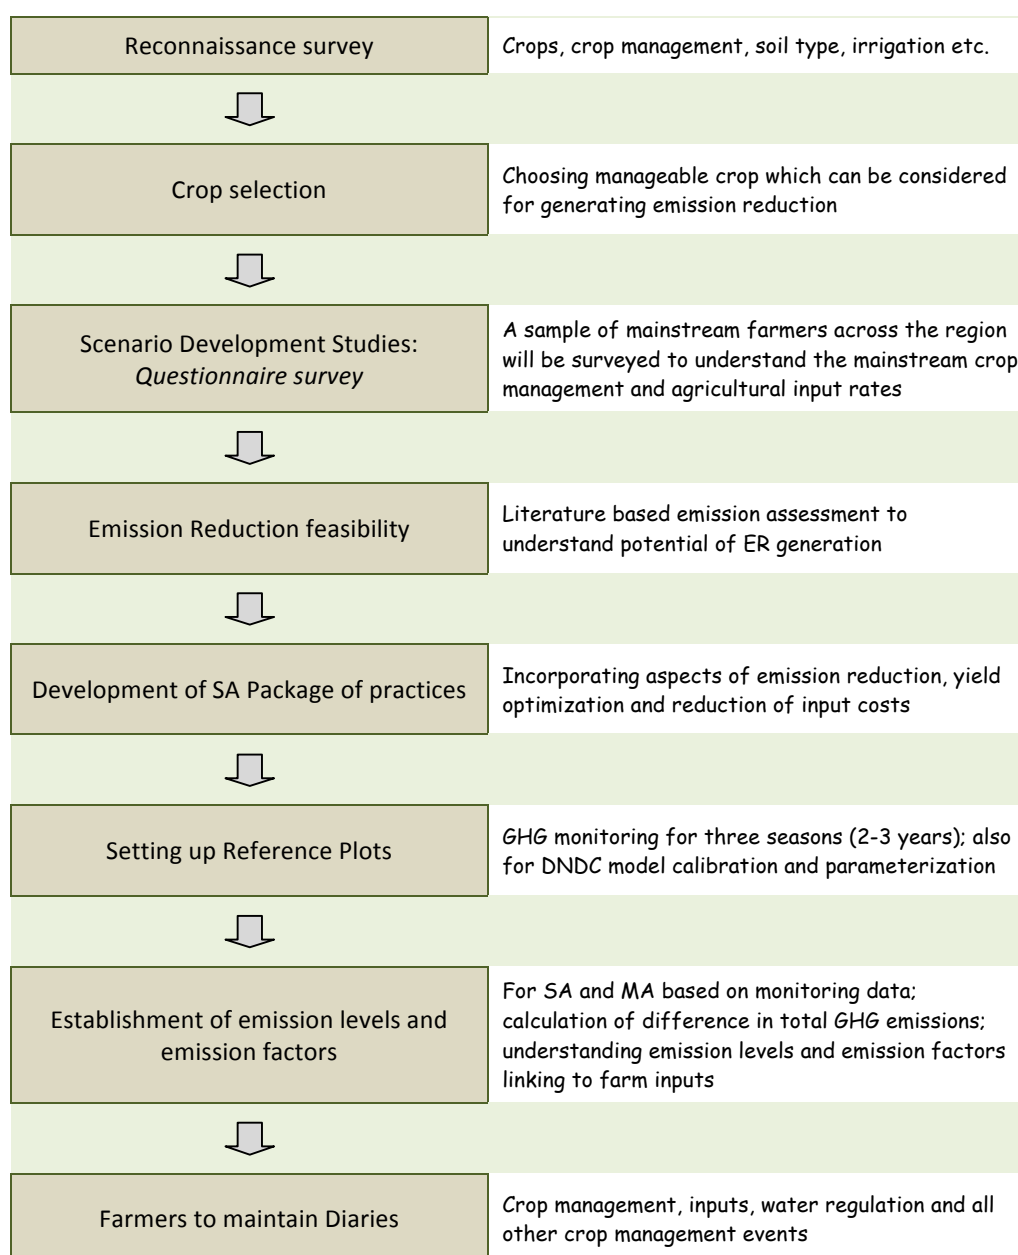 Reconnaissance survey
Crops, crop management, soil type, irrigation etc.
Crop selection
Choosing manageable crop which can be considered
for generating emission reduction
Scenario Development Studies:
Questionnaire survey
A sample of mainstream farmers across the region
will be surveyed to understand the mainstream crop
management and agricultural input rates
Emission Reduction feasibility
Literature based emission assessment to
understand potential of ER generation
Development of SA Package of practices
Incorporating aspects of emission reduction, yield
optimization and reduction of input costs
Setting up Reference Plots
GHG monitoring for three seasons (2-3 years); also
for DNDC model calibration and parameterization
Establishment of emission levels and
emission factors
For SA and MA based on monitoring data;
calculation of difference in total GHG emissions;
understanding emission levels and emission factors
linking to farm inputs
Farmers to maintain Diaries
Crop management, inputs, water regulation and all
other crop management events